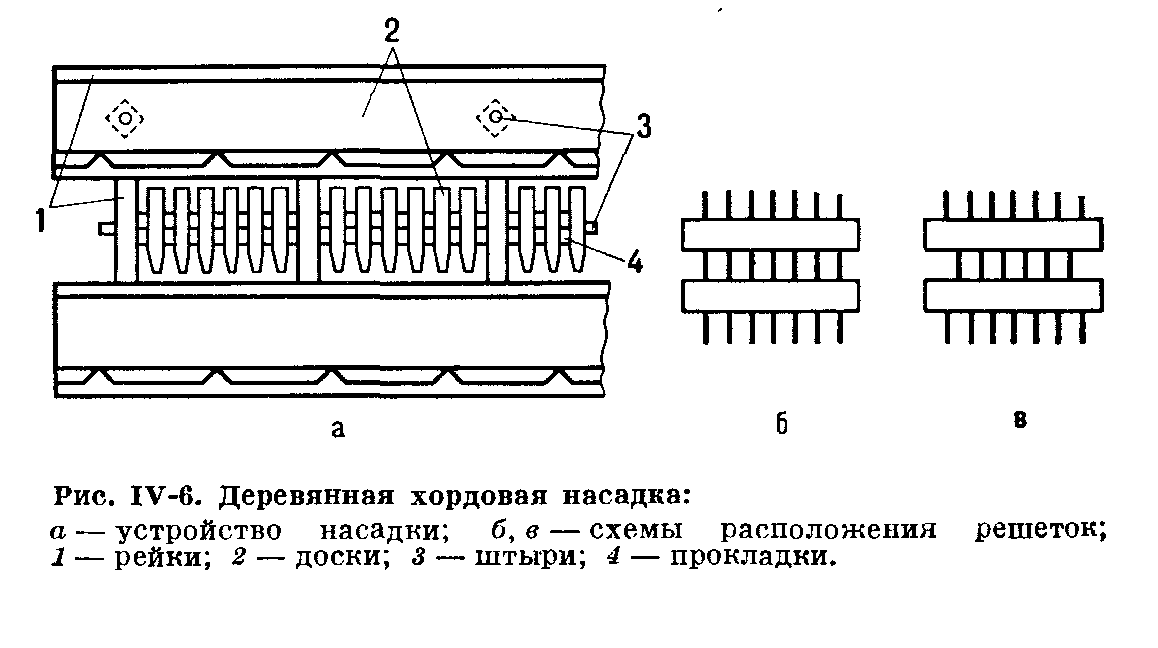 2
3
1
4
а
б
в
Рис. IV-6. Деревянная хордовая насадка:
а — устройство насадки; б, в — схемы расположения решеток;
1 — рейки; 2 — доски; 3 — штыри; 4 — прокладки.